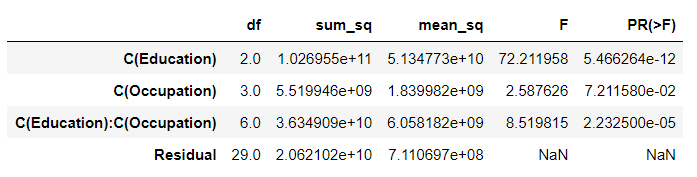 df sum_sq mean_sq F PR(>F)
C(Education) 2.0 1.026955e+11 5.134773e+10 72.211958 5.466264e-12
C(Occupation) 3.0 5.519946e+09 1.839982e+09 2.587626 7.211580e-02
C(Education):C(Occupation) 6.0 3.634909e+10 6.058182e+09 8.519815 2.232500e-05
Residual 29.0 2.062102e+10 7.110697e+08 NaN NaN